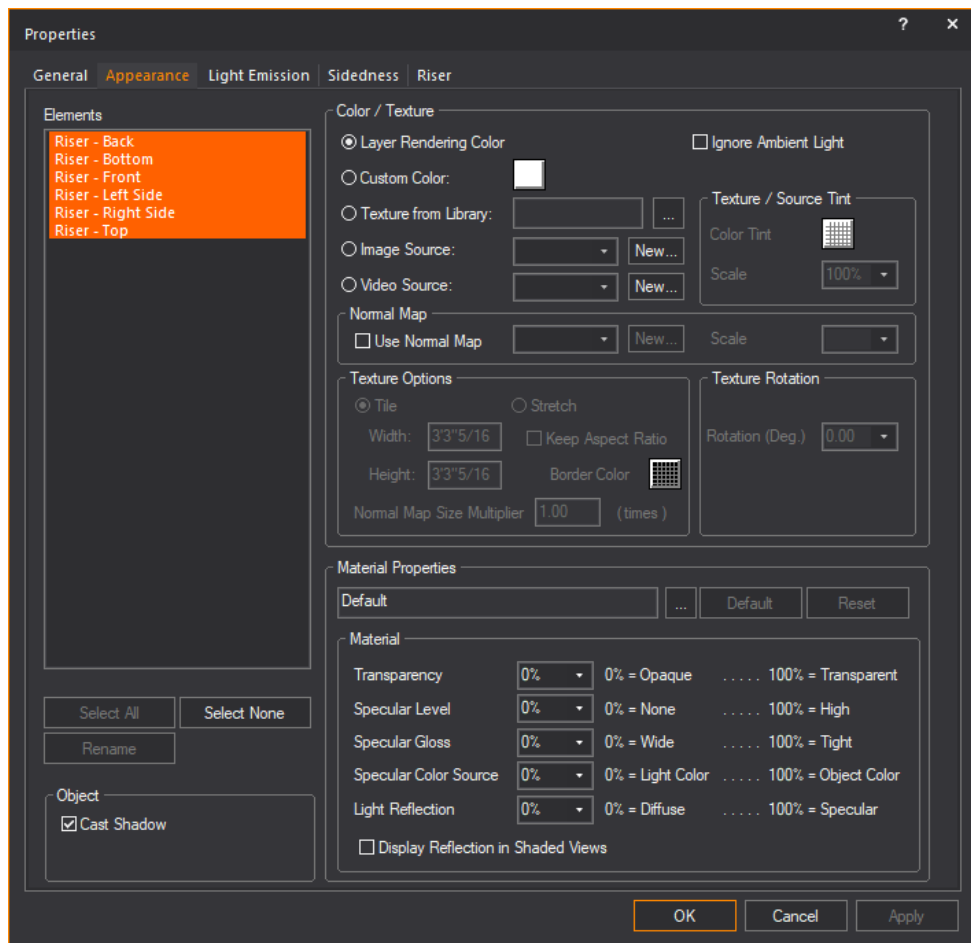 Properties
? ×
General Appearance Light Emission Sidedness Riser
Elements
Riser - Back
Riser - Bottom
Riser - Front
Riser - Left Side
Riser - Right Side
Riser - Top
Select All Select None
Rename
Object
Cast Shadow
Color / Texture
Layer Rendering Color Ignore Ambient Light
Custom Color:
Texture from Library: ...
Image Source: New...
Video Source: New...
Texture / Source Tint
Color Tint
Scale 100%
Normal Map
Use Normal Map New... Scale
Texture Options
Tile Stretch
Width: 3'3"5/16 Keep Aspect Ratio
Height: 3'3"5/16 Border Color
Normal Map Size Multiplier 1.00 (times )
Texture Rotation
Rotation (Deg.) 0.00
Material Properties
Default ... Default Reset
Material
Transparency 0% 0% = Opaque ..... 100% = Transparent
Specular Level 0% 0% = None ..... 100% = High
Specular Gloss 0% 0% = Wide ..... 100% = Tight
Specular Color Source 0% 0% = Light Color ..... 100% = Object Color
Light Reflection 0% 0% = Diffuse ..... 100% = Specular
Display Reflection in Shaded Views
OK Cancel Apply